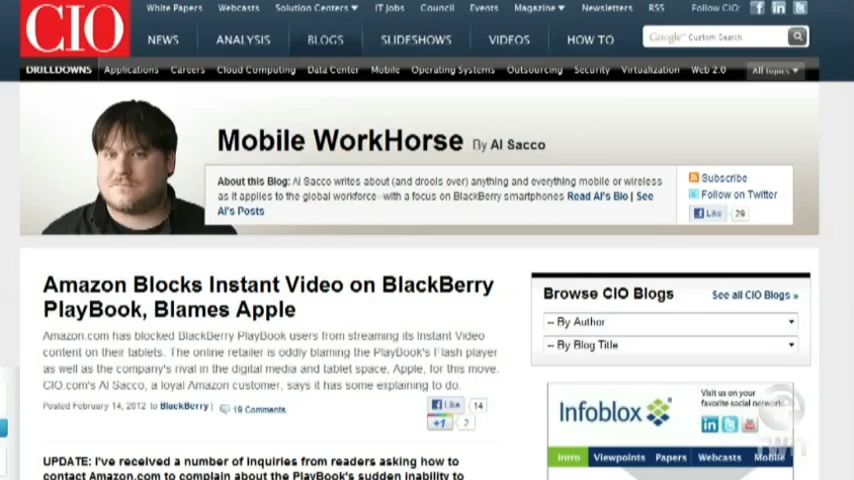 CIO
White Papers Webcasts Solution Centers IT Jobs Council Events Magazine Newsletters RSS Follow CIO:
NEWS ANALYSIS BLOGS SLIDESHOWS VIDEOS HOW TO
Google Custom Search
DRILLDOWNS Applications Careers Cloud Computing Data Center Mobile Operating Systems Outsourcing Security Virtualization Web 2.0 All topics
Mobile WorkHorse By Al Sacco
About this Blog: Al Sacco writes about (and drools over) anything and everything mobile or wireless
as it applies to the global workforce--with a focus on BlackBerry smartphones Read Al's Bio | See
Al's Posts
Subscribe
Follow on Twitter
Like 29
Amazon Blocks Instant Video on BlackBerry
PlayBook, Blames Apple
Amazon.com has blocked BlackBerry PlayBook users from streaming its Instant Video
content on their tablets. The online retailer is oddly blaming the PlayBook's Flash player
as well as the company's rival in the digital media and tablet space, Apple, for this move.
CIO.com's Al Sacco, a loyal Amazon customer, says it has some explaining to do.
Posted February 14, 2012 to BlackBerry | 19 Comments
Like 14
+1 2
UPDATE: I've received a number of inquiries from readers asking how to
contact Amazon.com to complain about the PlayBook's sudden inability to
Browse CIO Blogs See all CIO Blogs »
-- By Author
-- By Blog Title
Infoblox
Visit us on your
favorite social network
Intro Viewpoints Papers Webcasts Mobile